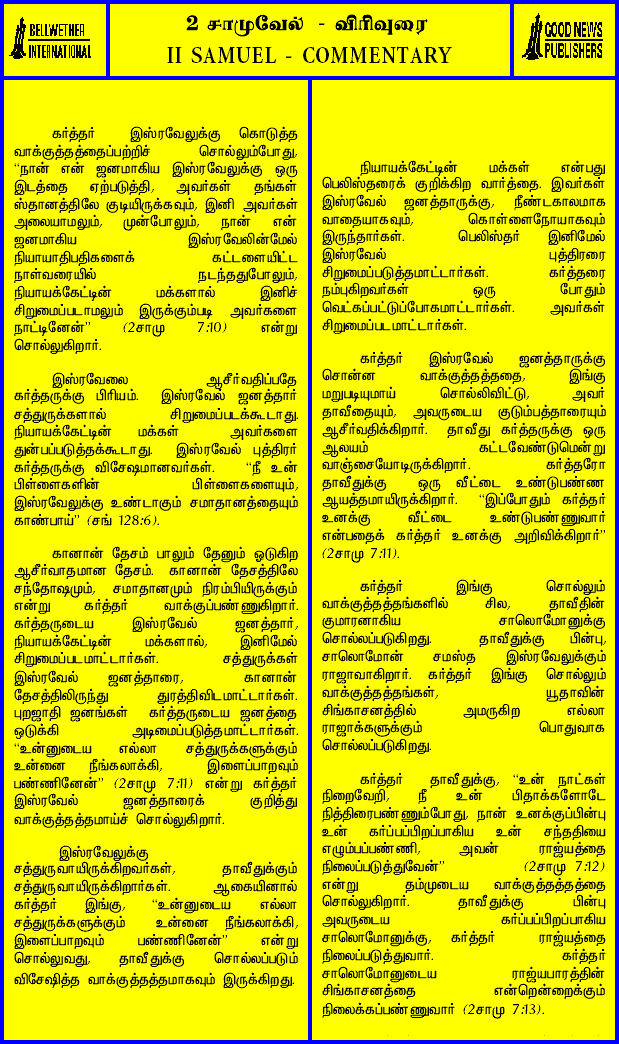 BELLWETHER
INTERNATIONAL
2 சாமுவேல் - விரிவுரை
II SAMUEL - COMMENTARY
GOOD NEWS
PUBLISHERS
கர்த்தர் இஸ்ரவேலுக்கு கொடுத்த
வாக்குத்தத்தைப்பற்றிச் சொல்லும்போது,
“நான் என் ஜனமாகிய இஸ்ரவேலுக்கு ஒரு
இடத்தை ஏற்படுத்தி, அவர்கள் தங்கள்
ஸ்தானத்திலே குடியிருக்கவும், இனி அவர்கள்
அலையாமலும், முன்போலும், நான் என்
ஜனமாகிய இஸ்ரவேலின்மேல்
நியாயாதிபதிகளைக் கட்டளையிட்ட
நாள்வரையில் நடந்ததுபோலும்,
நியாயக்கேட்டின் மக்களால் இனிச்
சிறுமைப்படாமலும் இருக்கும்படி அவர்களை
நாட்டினேன்” (2சாமு 7:10) என்று
சொல்லுகிறார்.
இஸ்ரவேலை ஆசீர்வதிப்பதே
கர்த்தருக்கு பிரியம். இஸ்ரவேல் ஜனத்தார்
சத்துருக்களால் சிறுமைப்படக்கூடாது.
நியாயக்கேட்டின் மக்கள் அவர்களை
துன்பப்படுத்தக்கூடாது. இஸ்ரவேல் புத்திரர்
கர்த்தருக்கு விசேஷமானவர்கள். “நீ உன்
பிள்ளைகளின் பிள்ளைகளையும்,
இஸ்ரவேலுக்கு உண்டாகும் சமாதானத்தையும்
காண்பாய்” (சங் 128:6).
கானான் தேசம் பாலும் தேனும் ஓடுகிற
ஆசீர்வாதமான தேசம். கானான் தேசத்திலே
சந்தோஷமும், சமாதானமும் நிரம்பியிருக்கும்
என்று கர்த்தர் வாக்குப்பண்ணுகிறார்.
கர்த்தருடைய இஸ்ரவேல் ஜனத்தார்,
நியாயக்கேட்டின் மக்களால், இனிமேல்
சிறுமைப்படமாட்டார்கள். சத்துருக்கள்
இஸ்ரவேல் ஜனத்தாரை, கானான்
தேசத்திலிருந்து துரத்திவிடமாட்டார்கள்.
புறஜாதி ஜனங்கள் கர்த்தருடைய ஜனத்தை
ஒடுக்கி அடிமைப்படுத்தமாட்டார்கள்.
“உன்னுடைய எல்லா சத்துருக்களுக்கும்
உன்னை நீங்கலாக்கி, இளைப்பாறவும்
பண்ணினேன்” (2சாமு 7:11) என்று கர்த்தர்
இஸ்ரவேல் ஜனத்தாரைக் குறித்து
வாக்குத்தத்தமாய்ச் சொல்லுகிறார்.
இஸ்ரவேலுக்கு
சத்துருவாயிருக்கிறவர்கள், தாவீதுக்கும்
சத்துருவாயிருக்கிறார்கள். ஆகையினால்
கர்த்தர் இங்கு, “உன்னுடைய எல்லா
சத்துருக்களுக்கும் உன்னை நீங்கலாக்கி,
இளைப்பாறவும் பண்ணினேன்” என்று
சொல்லுவது, தாவீதுக்கு சொல்லப்படும்
விசேஷித்த வாக்குத்தத்தமாகவும் இருக்கிறது.
நியாயக்கேட்டின் மக்கள் என்பது
பெலிஸ்தரைக் குறிக்கிற வார்த்தை. இவர்கள்
இஸ்ரவேல் ஜனத்தாருக்கு, நீண்டகாலமாக
வாதையாகவும், கொள்ளைநோயாகவும்
இருந்தார்கள். பெலிஸ்தர் இனிமேல்
இஸ்ரவேல் புத்திரரை
சிறுமைப்படுத்தமாட்டார்கள். கர்த்தரை
நம்புகிறவர்கள் ஒரு போதும்
வெட்கப்பட்டுப்போகமாட்டார்கள். அவர்கள்
சிறுமைப்படமாட்டார்கள்.
கர்த்தர் இஸ்ரவேல் ஜனத்தாருக்கு
சொன்ன வாக்குத்தத்ததை, இங்கு
மறுபடியுமாய் சொல்லிவிட்டு, அவர்
தாவீதையும், அவருடைய குடும்பத்தாரையும்
ஆசீர்வதிக்கிறார். தாவீது கர்த்தருக்கு ஒரு
ஆலயம் கட்டவேண்டுமென்று
வாஞ்சையோடிருக்கிறார். கர்த்தரோ
தாவீதுக்கு ஒரு வீட்டை உண்டுபண்ண
ஆயத்தமாயிருக்கிறார். “இப்போதும் கர்த்தர்
உனக்கு வீட்டை உண்டுபண்ணுவார்
என்பதைக் கர்த்தர் உனக்கு அறிவிக்கிறார்”
(2சாமு 7:11).
கர்த்தர் இங்கு சொல்லும்
வாக்குத்தத்தங்களில் சில, தாவீதின்
குமாரனாகிய சாலொமோனுக்கு
சொல்லப்படுகிறது. தாவீதுக்கு பின்பு,
சாலொமோன் சமஸ்த இஸ்ரவேலுக்கும்
ராஜாவாகிறார். கர்த்தர் இங்கு சொல்லும்
வாக்குத்தத்தங்கள், யூதாவின்
சிங்காசனத்தில் அமருகிற எல்லா
ராஜாக்களுக்கும் பொதுவாக
சொல்லப்படுகிறது.
கர்த்தர் தாவீதுக்கு, “உன் நாட்கள்
நிறைவேறி, நீ உன் பிதாக்களோடே
நித்திரைபண்ணும்போது, நான் உனக்குப்பின்பு
உன் கர்ப்பப்பிறப்பாகிய உன் சந்ததியை
எழும்பப்பண்ணி, அவன் ராஜ்யத்தை
நிலைப்படுத்துவேன்” (2சாமு 7:12)
என்று தம்முடைய வாக்குத்தத்தத்தை
சொல்லுகிறார். தாவீதுக்கு பின்பு
அவருடைய கர்ப்பப்பிறப்பாகிய
சாலொமோனுக்கு, கர்த்தர் ராஜ்யத்தை
நிலைப்படுத்துவார். கர்த்தர்
சாலொமோனுடைய ராஜ்யபாரத்தின்
சிங்காசனத்தை என்றென்றைக்கும்
நிலைக்கப்பண்ணுவார் (2சாமு 7:13).